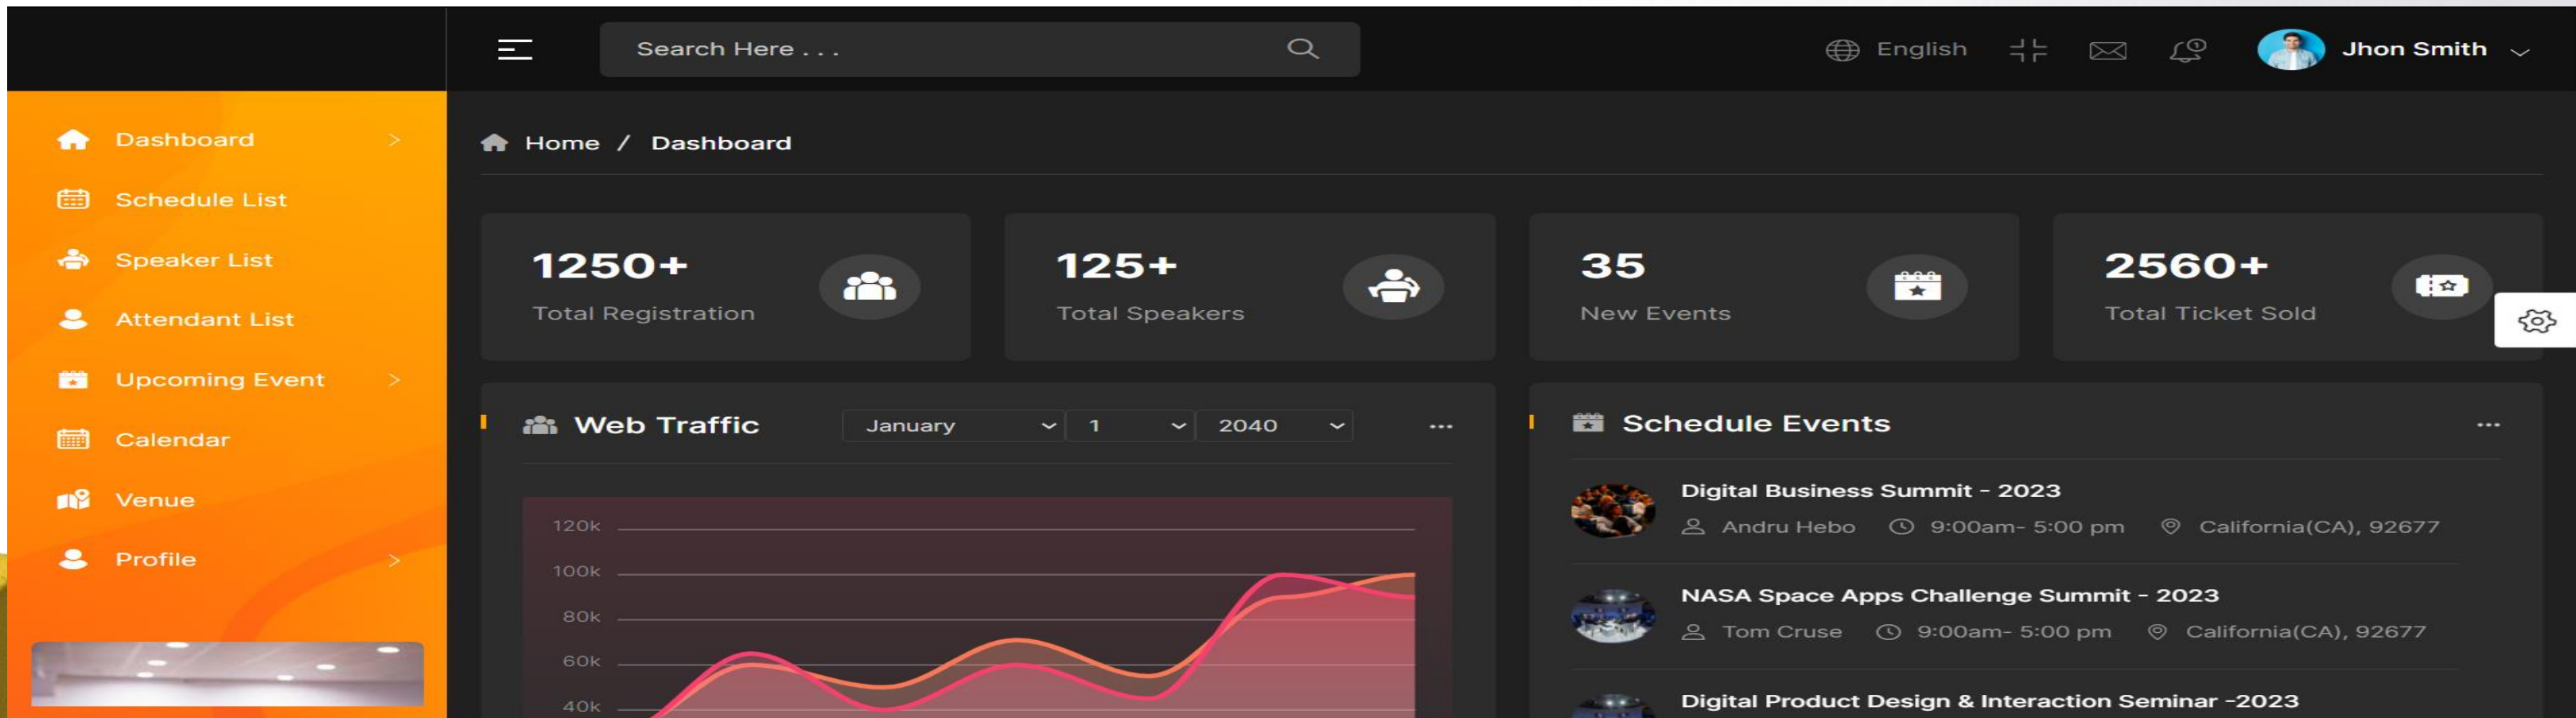 Search Here . . .
English
Jhon Smith
Dashboard >
Schedule List
Speaker List
Attendant List
Upcoming Event >
Calendar
Venue
Profile >
Home / Dashboard
1250+
Total Registration
125+
Total Speakers
35
New Events
2560+
Total Ticket Sold
Web Traffic January 1 2040 ...
120k
100k
80k
60k
40k
Schedule Events ...
Digital Business Summit - 2023
Andru Hebo 9:00am- 5:00 pm California(CA), 92677
NASA Space Apps Challenge Summit - 2023
Tom Cruse 9:00am- 5:00 pm California(CA), 92677
Digital Product Design & Interaction Seminar -2023